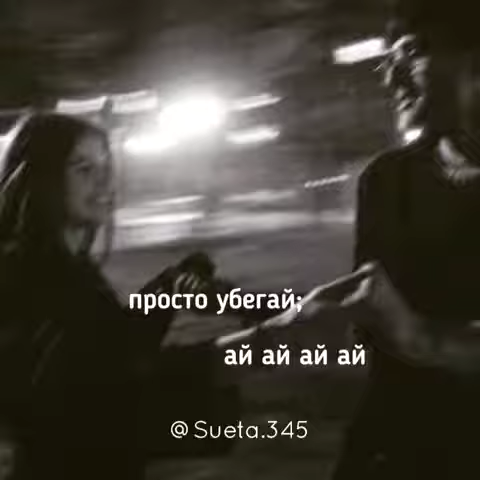 просто убегай;
ай ай ай ай
@Sueta.345